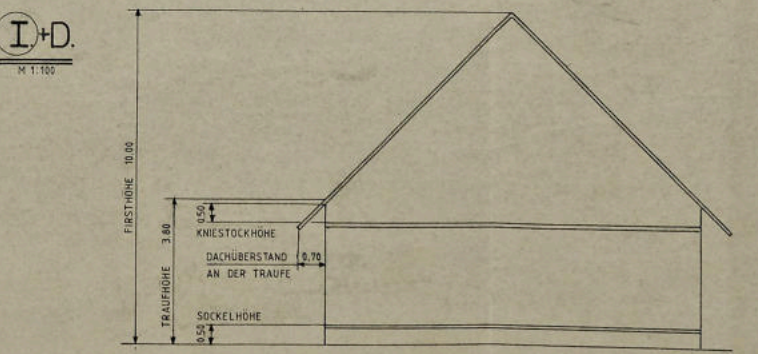 I.+D.
M 1:100
FIRSTHÖHE 10.00
TRAUFHÖHE 3.80
0,50
KNIESTOCKHÖHE
DACHÜBERSTAND 0,70
AN DER TRAUFE
SOCKELHÖHE
0,50